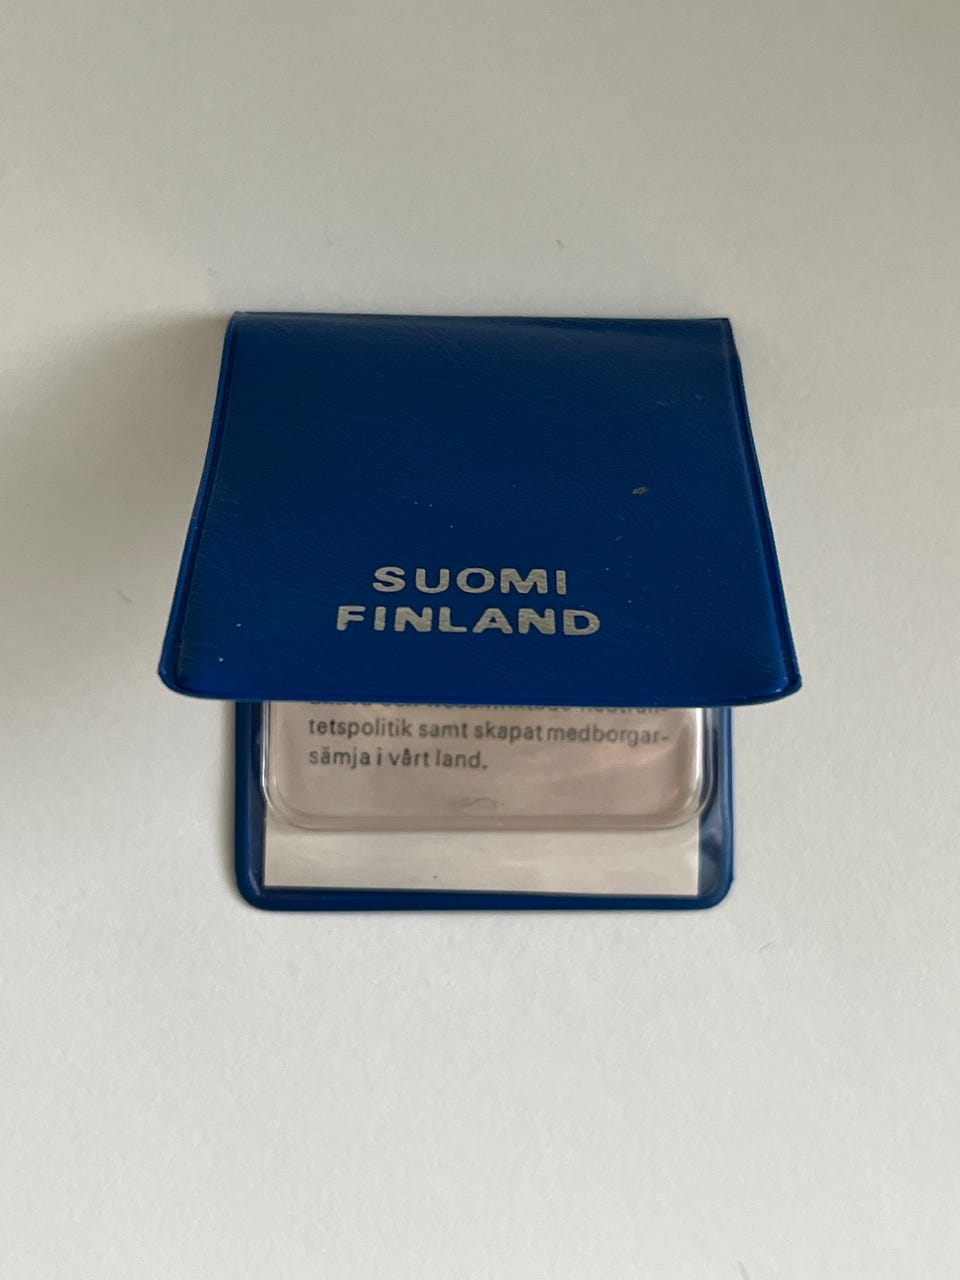 SUOMI
FINLAND
tetspolitik samt skapat medborgar-
sämja i vårt land.